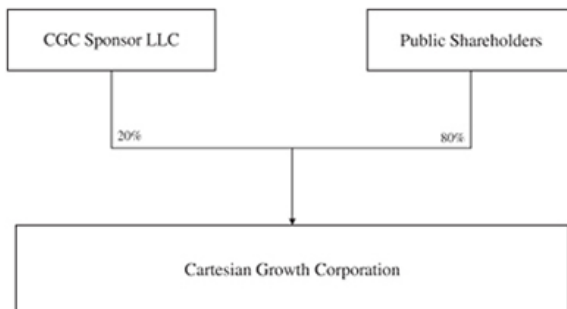 CGC Sponsor LLC
Public Shareholders
20%
80%
Cartesian Growth Corporation